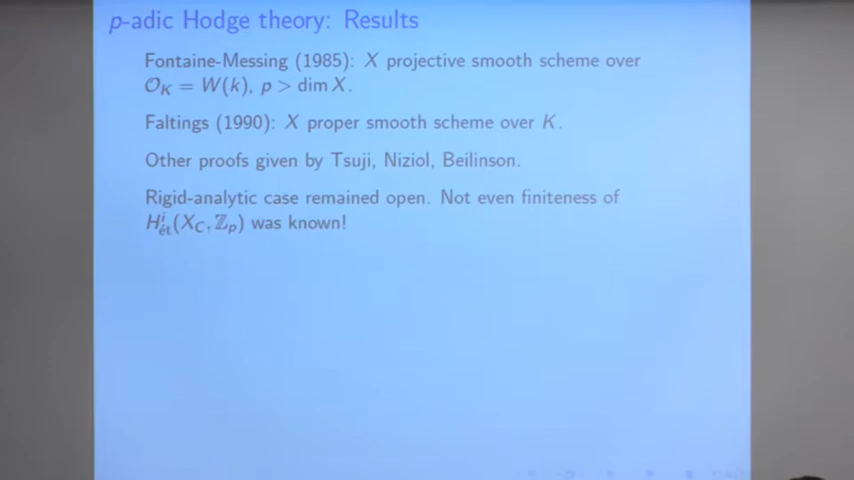 p-adic Hodge theory: Results
Fontaine-Messing (1985): X projective smooth scheme over
𝒪_K = W(k), p > dim X.
Faltings (1990): X proper smooth scheme over K.
Other proofs given by Tsuji, Niziol, Beilinson.
Rigid-analytic case remained open. Not even finiteness of
H^i_ét(X_C, ℤ_p) was known!